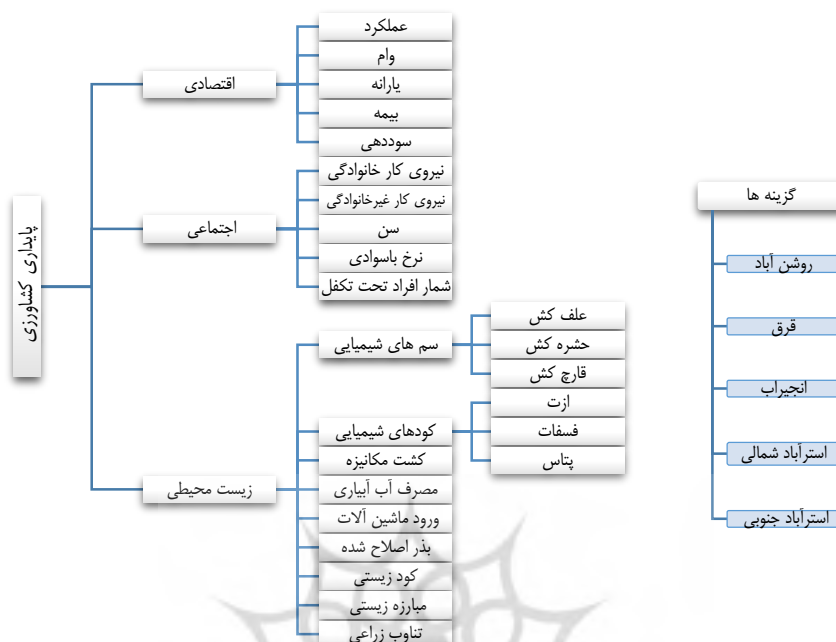 پایداری کشاورزی
اقتصادی
عملکرد
وام
یارانه
بیمه
سوددهی
اجتماعی
نیروی کار خانوادگی
نیروی کار غیرخانوادگی
سن
نرخ باسوادی
شمار افراد تحت تکفل
زیست محیطی
سم های شیمیایی
علف کش
حشره کش
قارچ کش
کودهای شیمیایی
ازت
فسفات
پتاس
کشت مکانیزه
مصرف آب آبیاری
ورود ماشین آلات
بذر اصلاح شده
کود زیستی
مبارزه زیستی
تناوب زراعی
گزینه ها
روشن آباد
قرق
انجیراب
استرآباد شمالی
استرآباد جنوبی